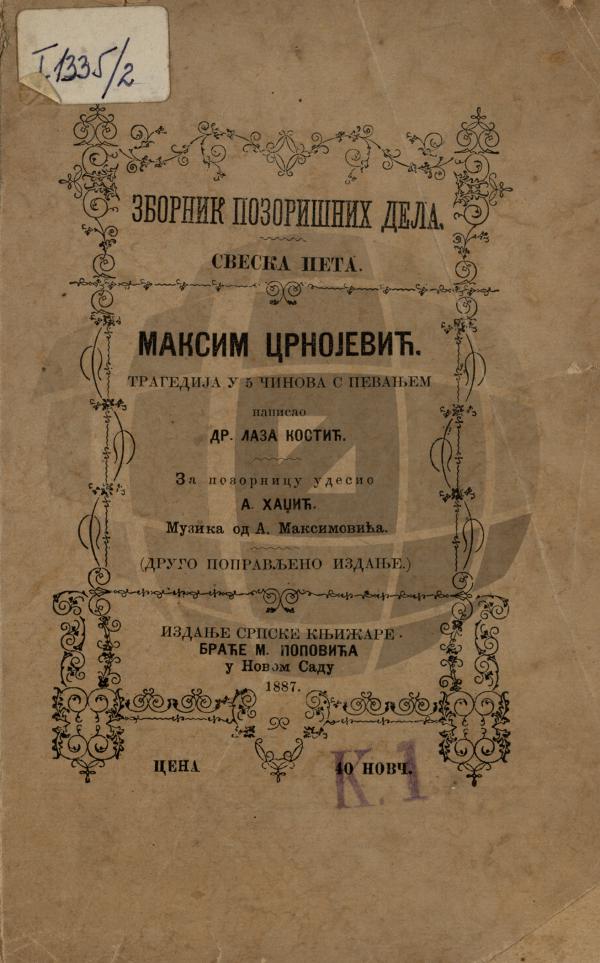 I.1335/2
ЗБОРНИК ПОЗОРИШНИХ ДЕЛА.
СВЕСКА ПЕТА.
МАКСИМ ЦРНОЈЕВИЋ.
ТРАГЕДИЈА У 5 ЧИНОВА С ПЕВАЊЕМ
написао
ДР. ЛАЗА КОСТИЋ.
За позорницу удесио
А. ХАЏИЋ.
Музика од А. Максимовића.
(ДРУГО ПОПРАВЉЕНО ИЗДАЊЕ.)
ИЗДАЊЕ СРПСКЕ КЊИЖАРЕ
БРАЋЕ М. ПОПОВИЋА
у Новом Саду
1887.
ЦЕНА 40 НОВЧ.
К.1